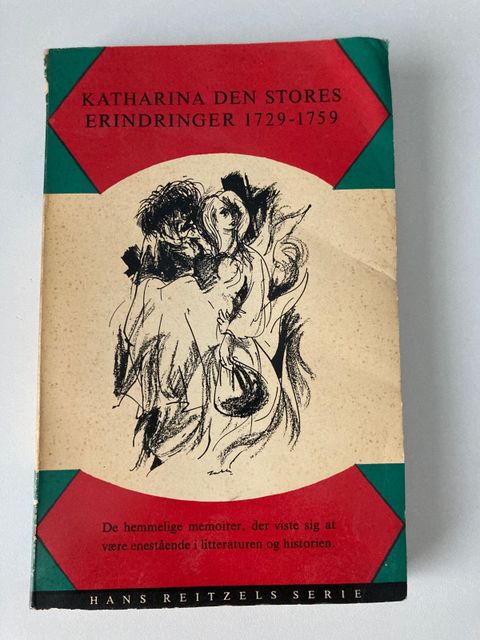 KATHARINA DEN STORES
ERINDRINGER 1729-1759
De hemmelige memoirer, der viste sig at
være enestående i litteraturen og historien.
HANS REITZELS SERIE